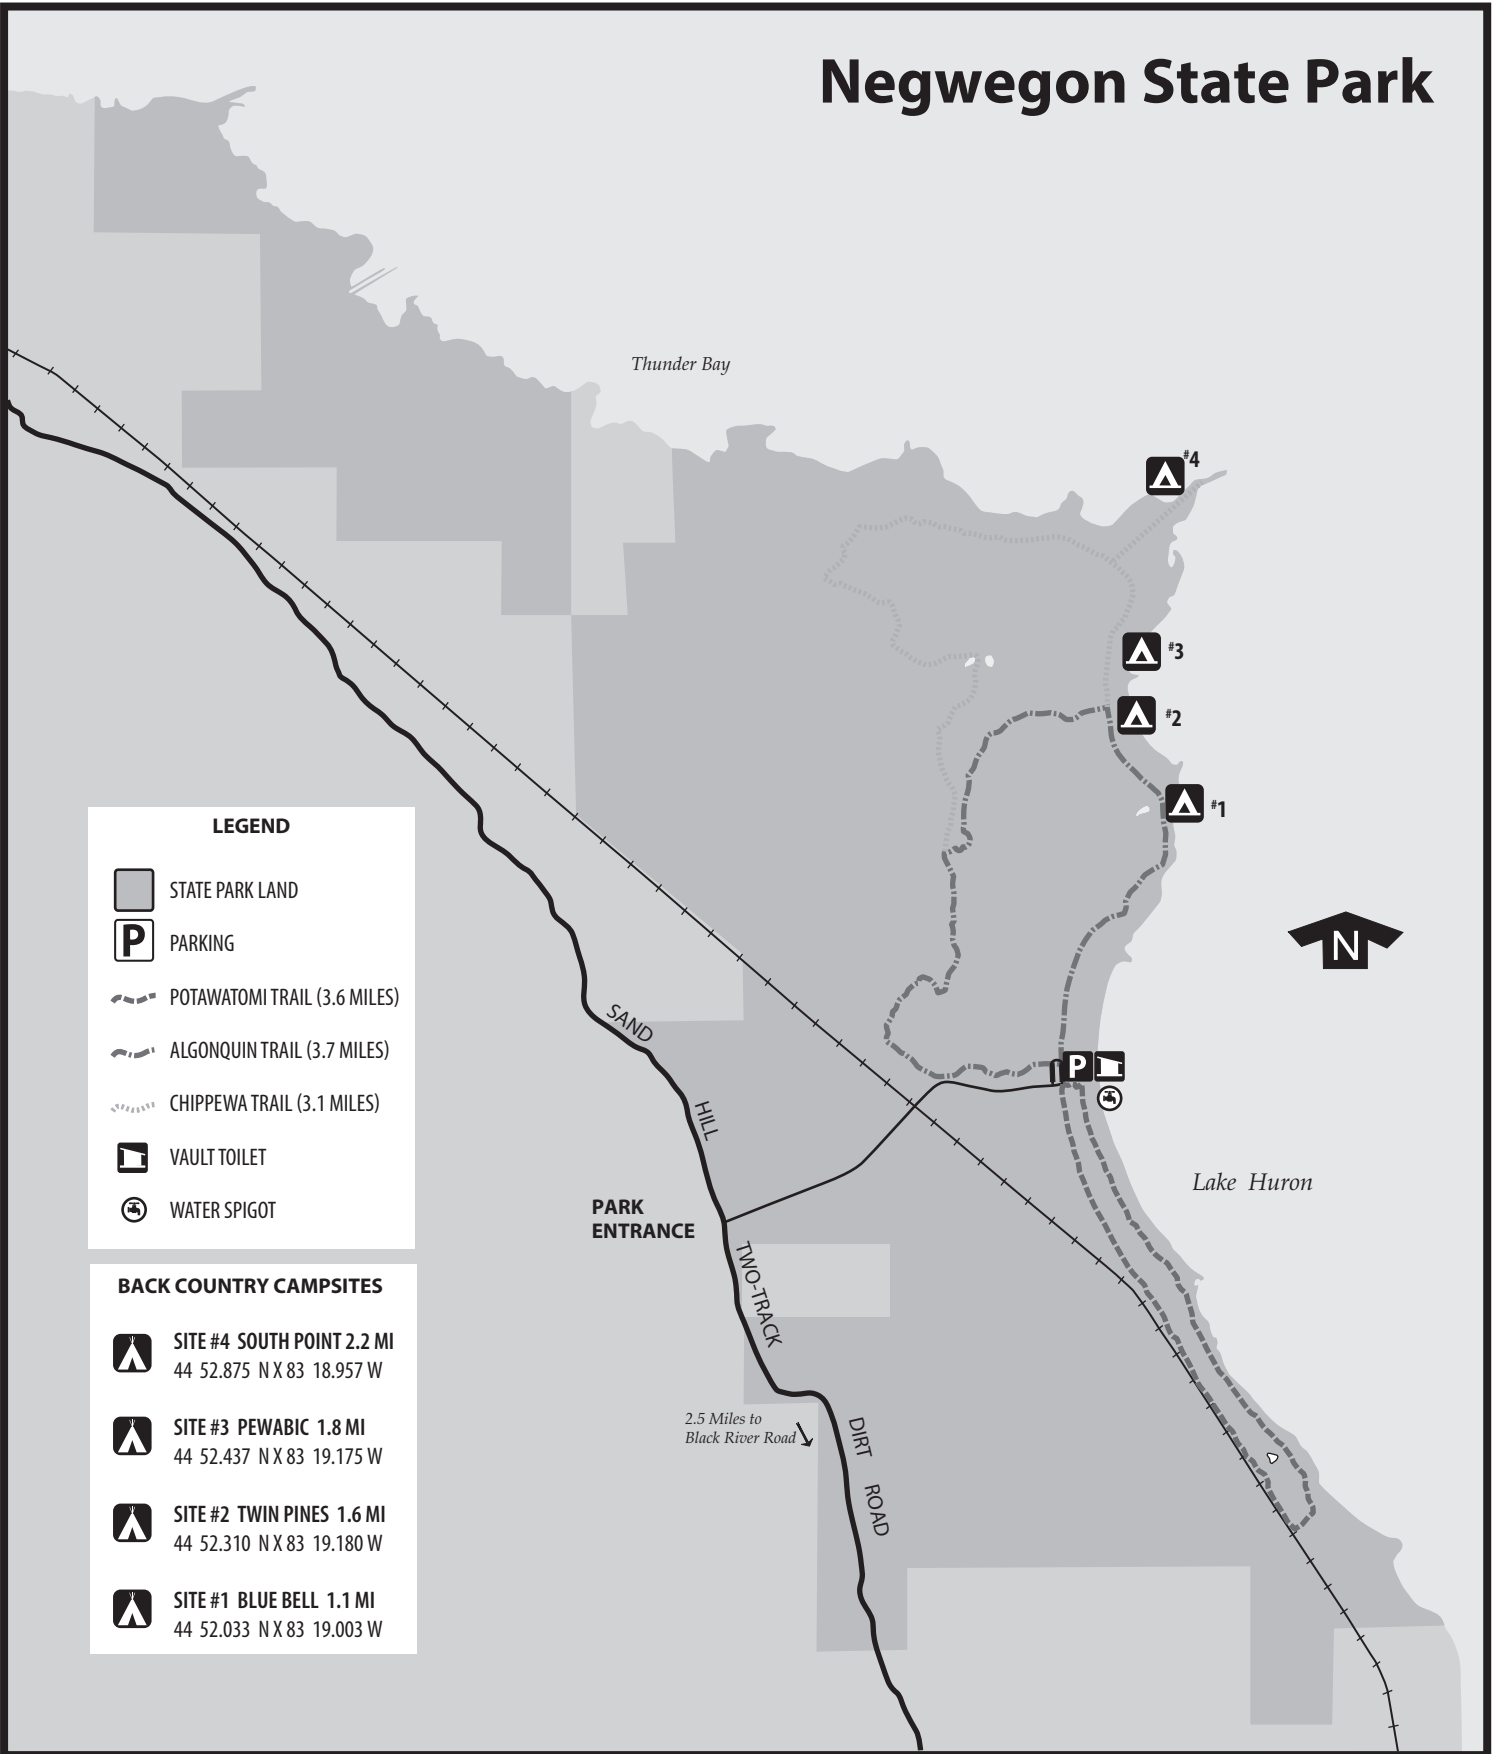 Negwegon State Park
Thunder Bay
#4
#3
#2
#1
N
P
Lake Huron
SAND
HILL
PARK
ENTRANCE
TWO-TRACK
2.5 Miles to
Black River Road
DIRT
ROAD
LEGEND
STATE PARK LAND
P PARKING
POTAWATOMI TRAIL (3.6 MILES)
ALGONQUIN TRAIL (3.7 MILES)
CHIPPEWA TRAIL (3.1 MILES)
VAULT TOILET
WATER SPIGOT
BACK COUNTRY CAMPSITES
SITE #4 SOUTH POINT 2.2 MI
44 52.875 N X 83 18.957 W
SITE #3 PEWABIC 1.8 MI
44 52.437 N X 83 19.175 W
SITE #2 TWIN PINES 1.6 MI
44 52.310 N X 83 19.180 W
SITE #1 BLUE BELL 1.1 MI
44 52.033 N X 83 19.003 W